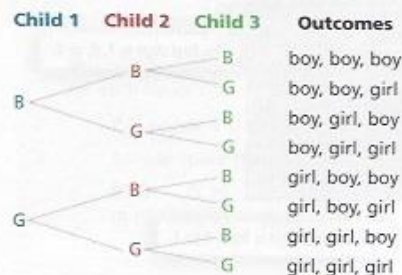 Child 1 Child 2 Child 3 Outcomes
B boy, boy, boy
B
G boy, boy, girl
B
B boy, girl, boy
G
G boy, girl, girl
B girl, boy, boy
B
G girl, boy, girl
G
B girl, girl, boy
G
G girl, girl, girl